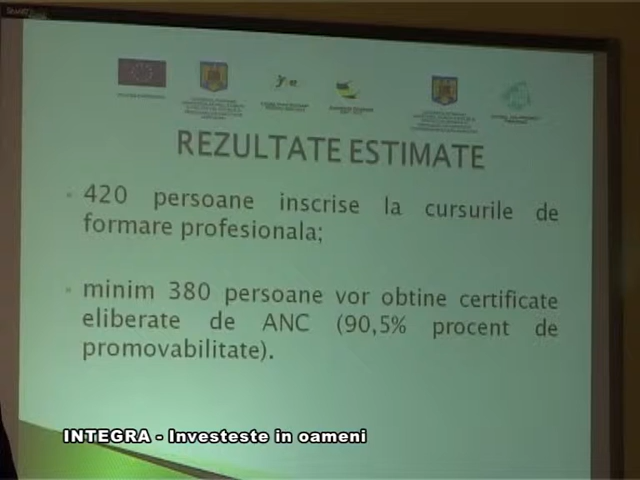 REZULTATE ESTIMATE
420 persoane inscrise la cursurile de
formare profesionala;
minim 380 persoane vor obtine certificate
eliberate de ANC (90,5% procent de
promovabilitate).
INTEGRA - Investeste in oameni